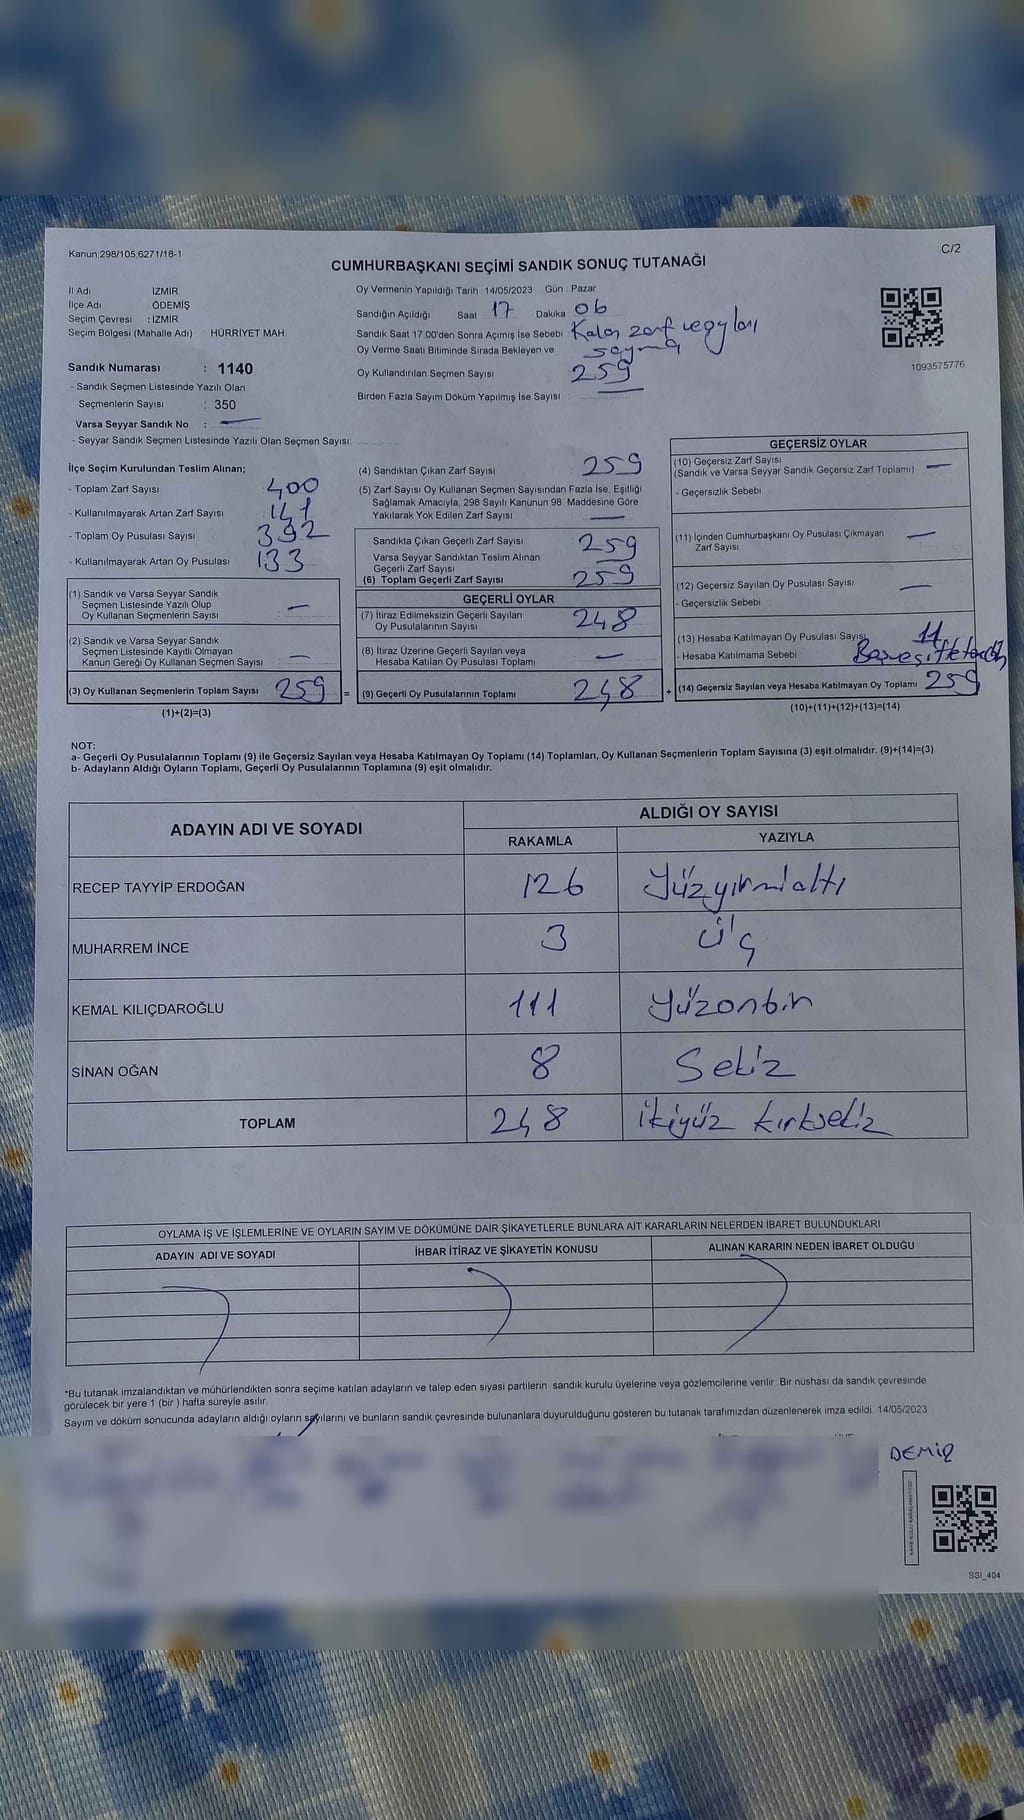 Kanun:298/105,6271/18-1
C/2
CUMHURBAŞKANI SEÇİMİ SANDIK SONUÇ TUTANAĞI
İl Adı İZMİR
İlçe Adı : ÖDEMİŞ
Seçim Çevresi : İZMİR
Seçim Bölgesi (Mahalle Adı) : HÜRRİYET MAH
Oy Vermenin Yapıldığı Tarih :14/05/2023 Gün : Pazar
Sandığın Açıldığı Saat 17 Dakika : 06
Sandık Saat 17:00'den Sonra Açımış İse Sebebi Kalan zarf ve oyları
Oy Verme Saati Bitiminde Sırada Bekleyen ve sayma
Oy Kullandırılan Seçmen Sayısı 259
Birden Fazla Sayım Döküm Yapılmış İse Sayısı :
1093575776
Sandık Numarası : 1140
- Sandık Seçmen Listesinde Yazılı Olan
Seçmenlerin Sayısı : 350
Varsa Seyyar Sandık No : —
- Seyyar Sandık Seçmen Listesinde Yazılı Olan Seçmen Sayısı:
İlçe Seçim Kurulundan Teslim Alınan;
- Toplam Zarf Sayısı 400
- Kullanılmayarak Artan Zarf Sayısı 141
- Toplam Oy Pusulası Sayısı 392
- Kullanılmayarak Artan Oy Pusulası 133
(1) Sandık ve Varsa Seyyar Sandık
Seçmen Listesinde Yazılı Olup
Oy Kullanan Seçmenlerin Sayısı —
(2) Sandık ve Varsa Seyyar Sandık
Seçmen Listesinde Kayıtlı Olmayan
Kanun Gereği Oy Kullanan Seçmen Sayısı —
(3) Oy Kullanan Seçmenlerin Toplam Sayısı 259 =
(1)+(2)=(3)
(4) Sandıktan Çıkan Zarf Sayısı 259
(5) Zarf Sayısı Oy Kullanan Seçmen Sayısından Fazla İse, Eşitliği
Sağlamak Amacıyla; 298 Sayılı Kanunun 98. Maddesine Göre
Yakılarak Yok Edilen Zarf Sayısı —
Sandıkta Çıkan Geçerli Zarf Sayısı 259
Varsa Seyyar Sandıktan Teslim Alınan
Geçerli Zarf Sayısı
(6) Toplam Geçerli Zarf Sayısı 259
GEÇERLİ OYLAR
(7) İtiraz Edilmeksizin Geçerli Sayılan
Oy Pusulalarının Sayısı 248
(8) İtiraz Üzerine Geçerli Sayılan veya
Hesaba Katılan Oy Pusulası Toplamı —
(9) Geçerli Oy Pusulalarının Toplamı 248 +
GEÇERSİZ OYLAR
(10) Geçersiz Zarf Sayısı
(Sandık ve Varsa Seyyar Sandık Geçersiz Zarf Toplamı) —
- Geçersizlik Sebebi
(11) İçinden Cumhurbaşkanı Oy Pusulası Çıkmayan
Zarf Sayısı —
(12) Geçersiz Sayılan Oy Pusulası Sayısı —
- Geçersizlik Sebebi
(13) Hesaba Katılmayan Oy Pusulası Sayısı 11
- Hesaba Katılmama Sebebi
(14) Geçersiz Sayılan veya Hesaba Katılmayan Oy Toplamı 259
(10)+(11)+(12)+(13)=(14)
NOT:
a- Geçerli Oy Pusulalarının Toplamı (9) ile Geçersiz Sayılan veya Hesaba Katılmayan Oy Toplamı (14) Toplamları, Oy Kullanan Seçmenlerin Toplam Sayısına (3) eşit olmalıdır. (9)+(14)=(3)
b- Adayların Aldığı Oyların Toplamı, Geçerli Oy Pusulalarının Toplamına (9) eşit olmalıdır.
ADAYIN ADI VE SOYADI
ALDIĞI OY SAYISI
RAKAMLA YAZIYLA
RECEP TAYYİP ERDOĞAN 126 Yüzyirmialtı
MUHARREM İNCE 3 Üç
KEMAL KILIÇDAROĞLU 111 Yüzonbir
SİNAN OĞAN 8 Sekiz
TOPLAM 248 ikiyüz kırksekiz
OYLAMA İŞ VE İŞLEMLERİNE VE OYLARIN SAYIM VE DÖKÜMÜNE DAİR ŞİKAYETLERLE BUNLARA AİT KARARLARIN NELERDEN İBARET BULUNDUKLARI
ADAYIN ADI VE SOYADI İHBAR İTİRAZ VE ŞİKAYETİN KONUSU ALINAN KARARIN NEDEN İBARET OLDUĞU
*Bu tutanak imzalandıktan ve mühürlendikten sonra seçime katılan adayların ve talep eden siyasi partilerin sandık kurulu üyelerine veya gözlemcilerine verilir. Bir nüshası da sandık çevresinde
görülecek bir yere 1 (bir) hafta süreyle asılır.
Sayım ve döküm sonucunda adayların aldığı oyların sayılarını ve bunların sandık çevresinde bulunanlara duyurulduğunu gösteren bu tutanak tarafımızdan düzenlenerek imza edildi. 14/05/2023
DEMİR
SSI_404